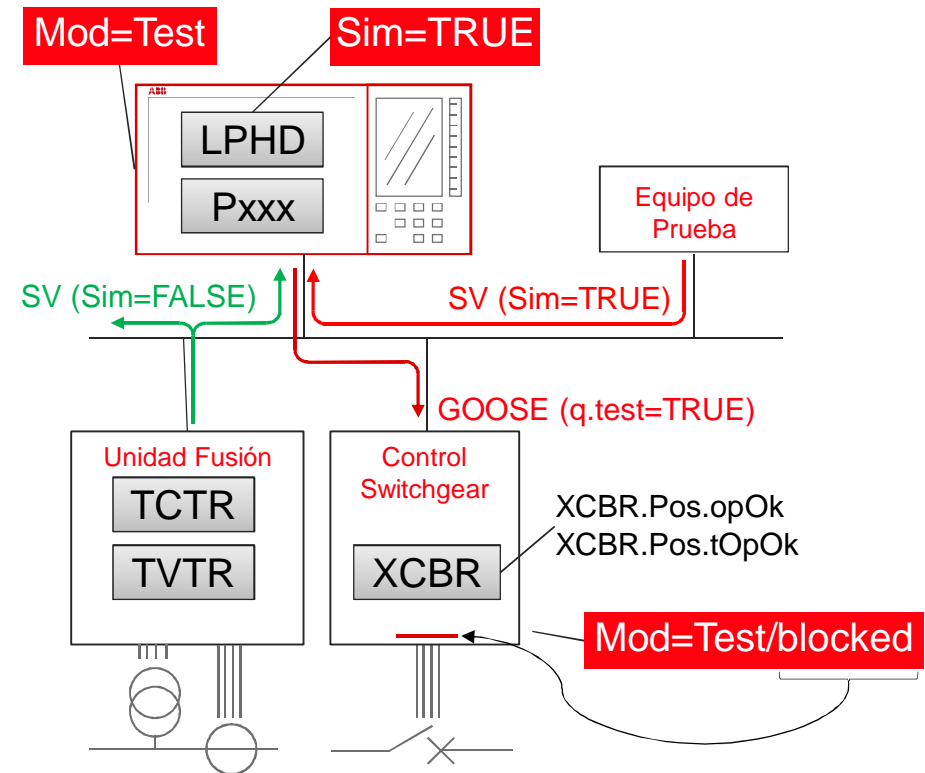 Mod=Test
Sim=TRUE
ABB
LPHD
Pxxx
Equipo de
Prueba
SV (Sim=FALSE)
SV (Sim=TRUE)
GOOSE (q.test=TRUE)
Unidad Fusión
TCTR
TVTR
Control
Switchgear
XCBR
XCBR.Pos.opOk
XCBR.Pos.tOpOk
Mod=Test/blocked